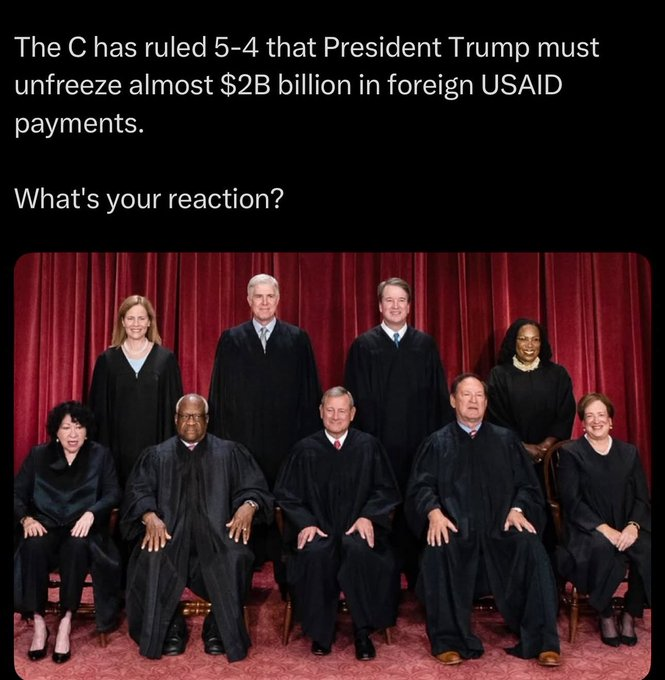 The C has ruled 5-4 that President Trump must
unfreeze almost $2B billion in foreign USAID
payments.
What's your reaction?